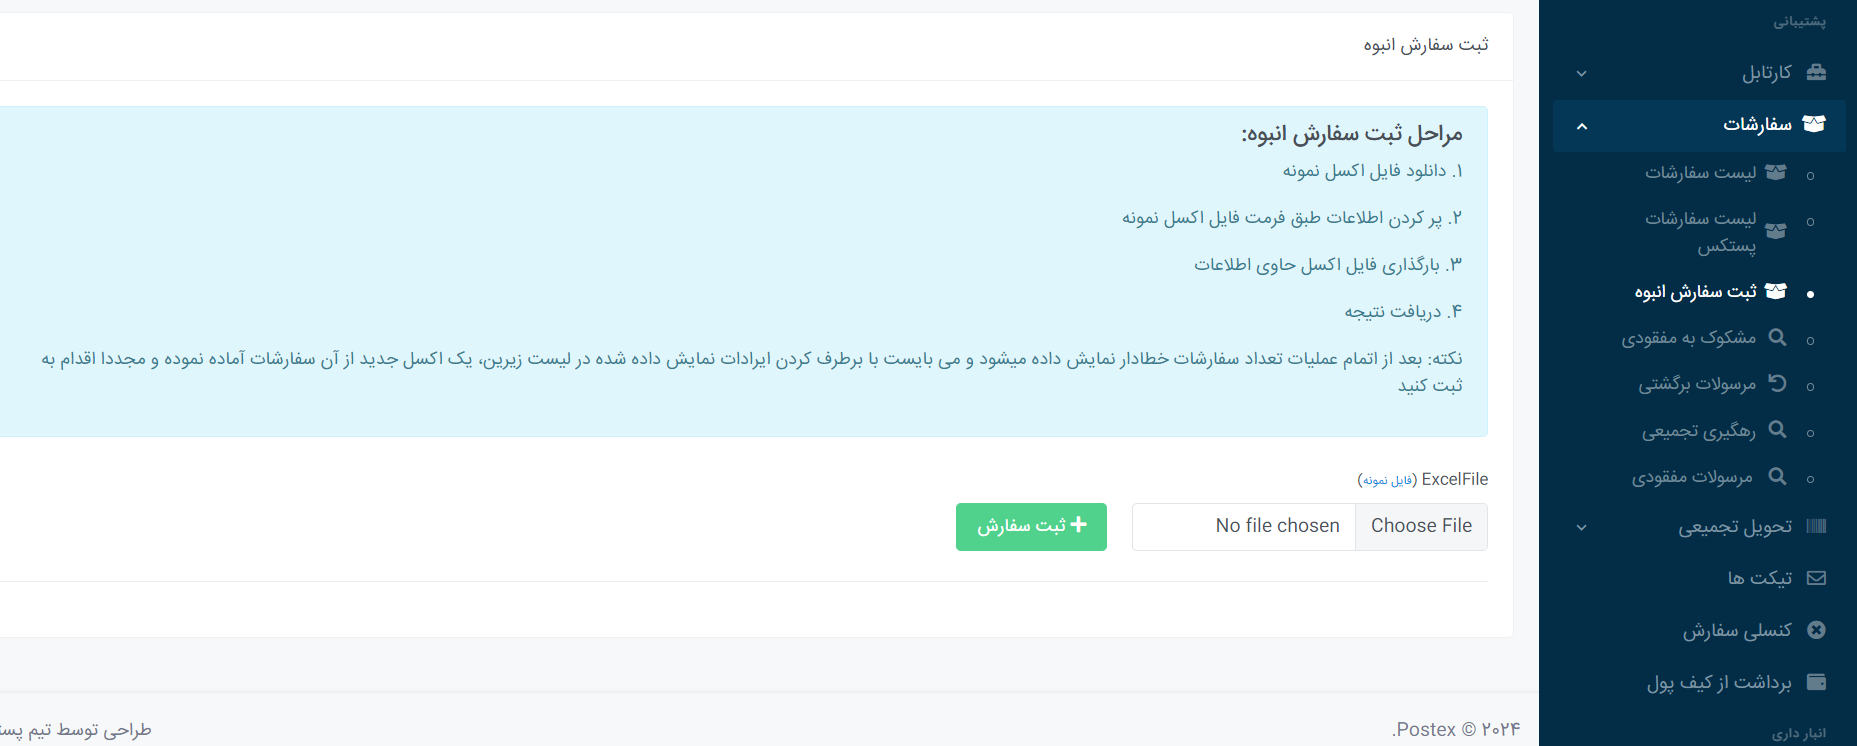 پشتیبانی
کارتابل
سفارشات
لیست سفارشات
لیست سفارشات
پستکس
ثبت سفارش انبوه
مشکوک به مفقودی
مرسولات برگشتی
رهگیری تجمیعی
مرسولات مفقودی
تحویل تجمیعی
تیکت ها
کنسلی سفارش
برداشت از کیف پول
انبار داری
ثبت سفارش انبوه
مراحل ثبت سفارش انبوه:
۱. دانلود فایل اکسل نمونه
۲. پر کردن اطلاعات طبق فرمت فایل اکسل نمونه
۳. بارگذاری فایل اکسل حاوی اطلاعات
۴. دریافت نتیجه
نکته: بعد از اتمام عملیات تعداد سفارشات خطادار نمایش داده میشود و می بایست با برطرف کردن ایرادات نمایش داده شده در لیست زیرین، یک اکسل جدید از آن سفارشات آماده نموده و مجددا اقدام به
ثبت کنید
ExcelFile (فایل نمونه)
Choose File No file chosen
ثبت سفارش
۲۰۲۴ © Postex.
طراحی توسط تیم